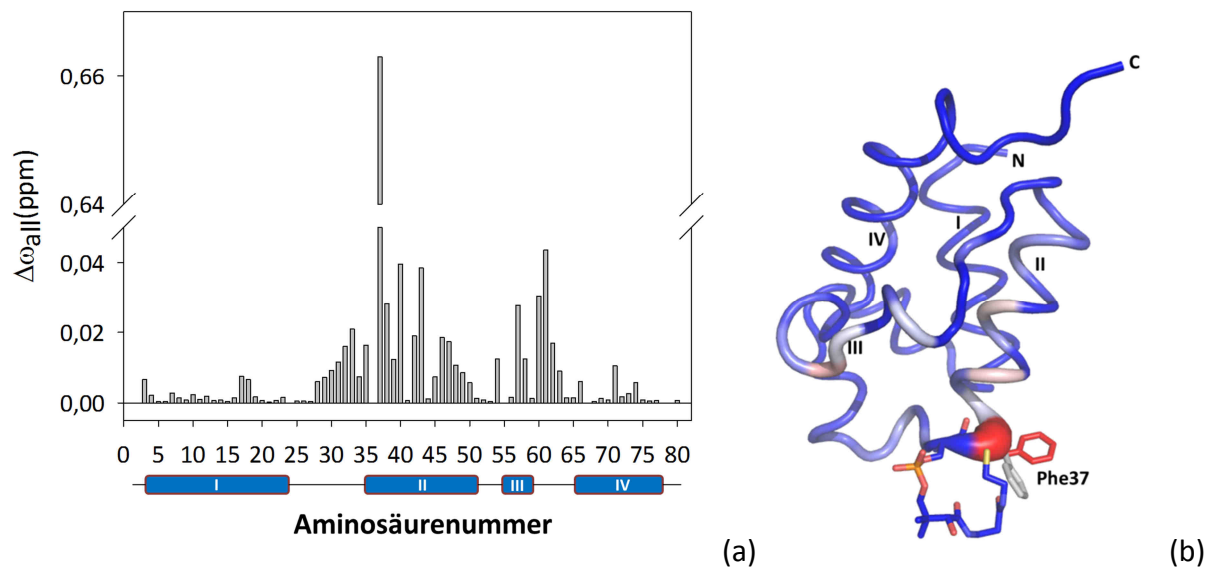 Δω_all(ppm)
0,66
0,64
0,04
0,02
0,00
0 5 10 15 20 25 30 35 40 45 50 55 60 65 70 75 80
I II III IV
Aminosäurenummer
(a)
C
N
I
IV
II
III
Phe37
(b)